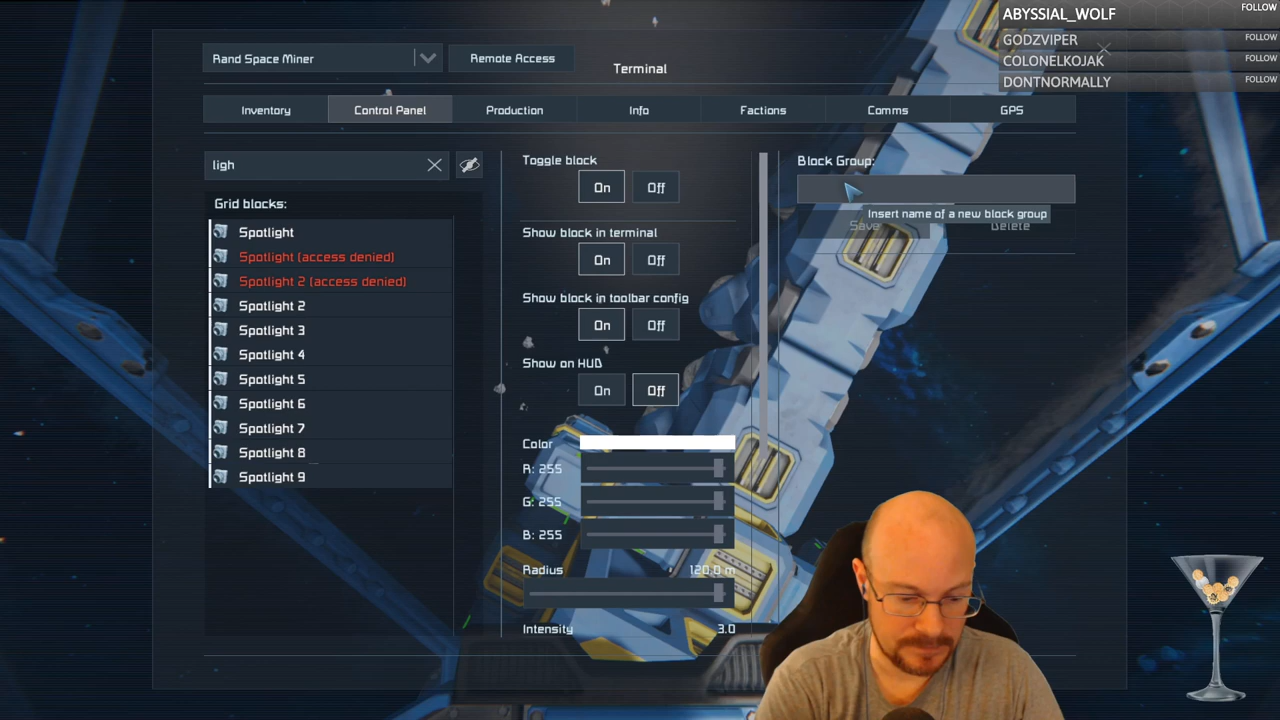 ABYSSIAL_WOLF FOLLOW
GODZVIPER FOLLOW
COLONELKOJAK FOLLOW
DONTNORMALLY FOLLOW
Rand Space Miner
Remote Access
Terminal
Inventory
Control Panel
Production
Info
Factions
Comms
GPS
ligh
Grid blocks:
Spotlight
Spotlight (access denied)
Spotlight 2 (access denied)
Spotlight 2
Spotlight 3
Spotlight 4
Spotlight 5
Spotlight 6
Spotlight 7
Spotlight 8
Spotlight 9
Toggle block
On Off
Show block in terminal
On Off
Show block in toolbar config
On Off
Show on HUD
On Off
Color
R: 255
G: 255
B: 255
Radius 120.0 m
Intensity 3.0
Block Group:
Insert name of a new block group
Save Delete